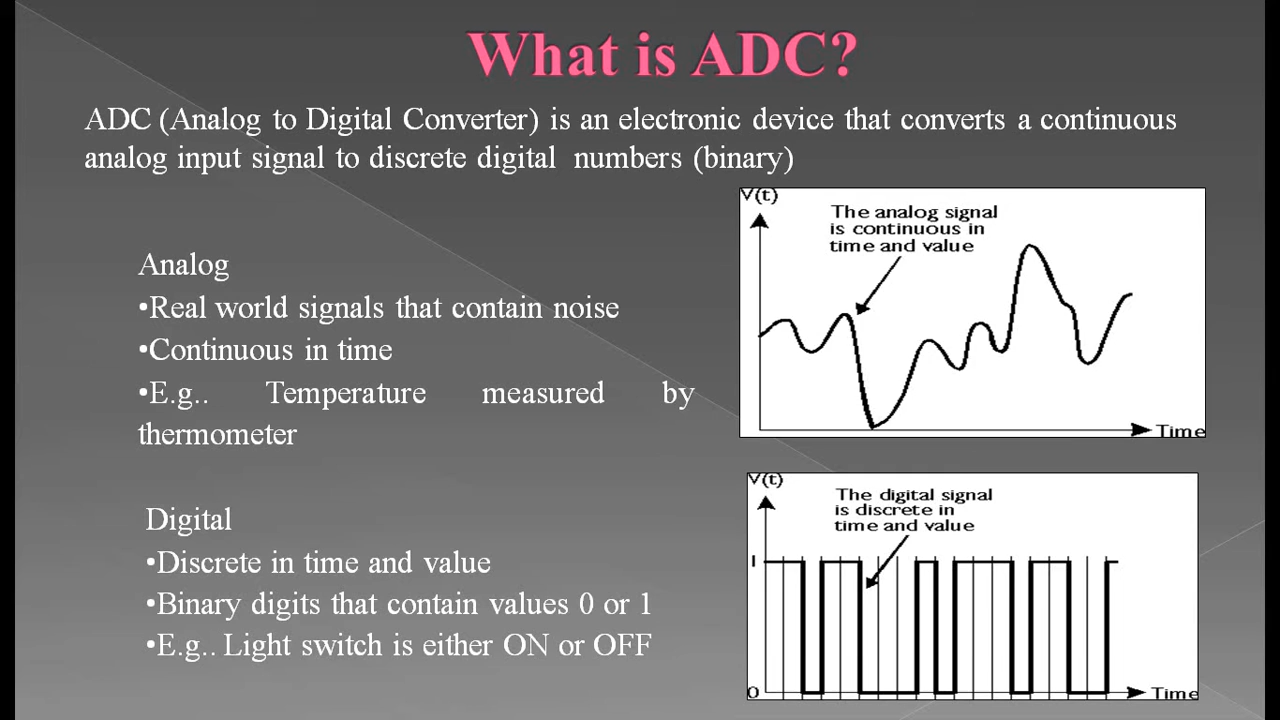 What is ADC?
ADC (Analog to Digital Converter) is an electronic device that converts a continuous
analog input signal to discrete digital numbers (binary)
Analog
•Real world signals that contain noise
•Continuous in time
•E.g.. Temperature measured by
thermometer
V(t)
The analog signal
is continuous in
time and value
Time
Digital
•Discrete in time and value
•Binary digits that contain values 0 or 1
•E.g.. Light switch is either ON or OFF
V(t)
The digital signal
is discrete in
time and value
1
0
Time